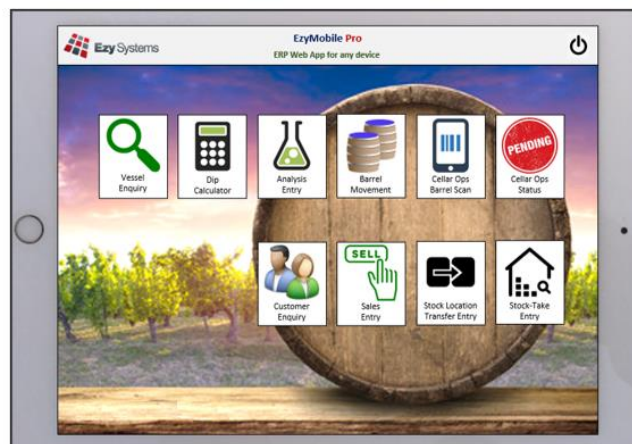 EzyMobile Pro
Ezy Systems
ERP Web App for any device
Vessel
Enquiry
Dip
Calculator
Analysis
Entry
Barrel
Movement
Cellar Ops
Barrel Scan
PENDING
Cellar Ops
Status
Customer
Enquiry
SELL
Sales
Entry
Stock Location
Transfer Entry
Stock-Take
Entry